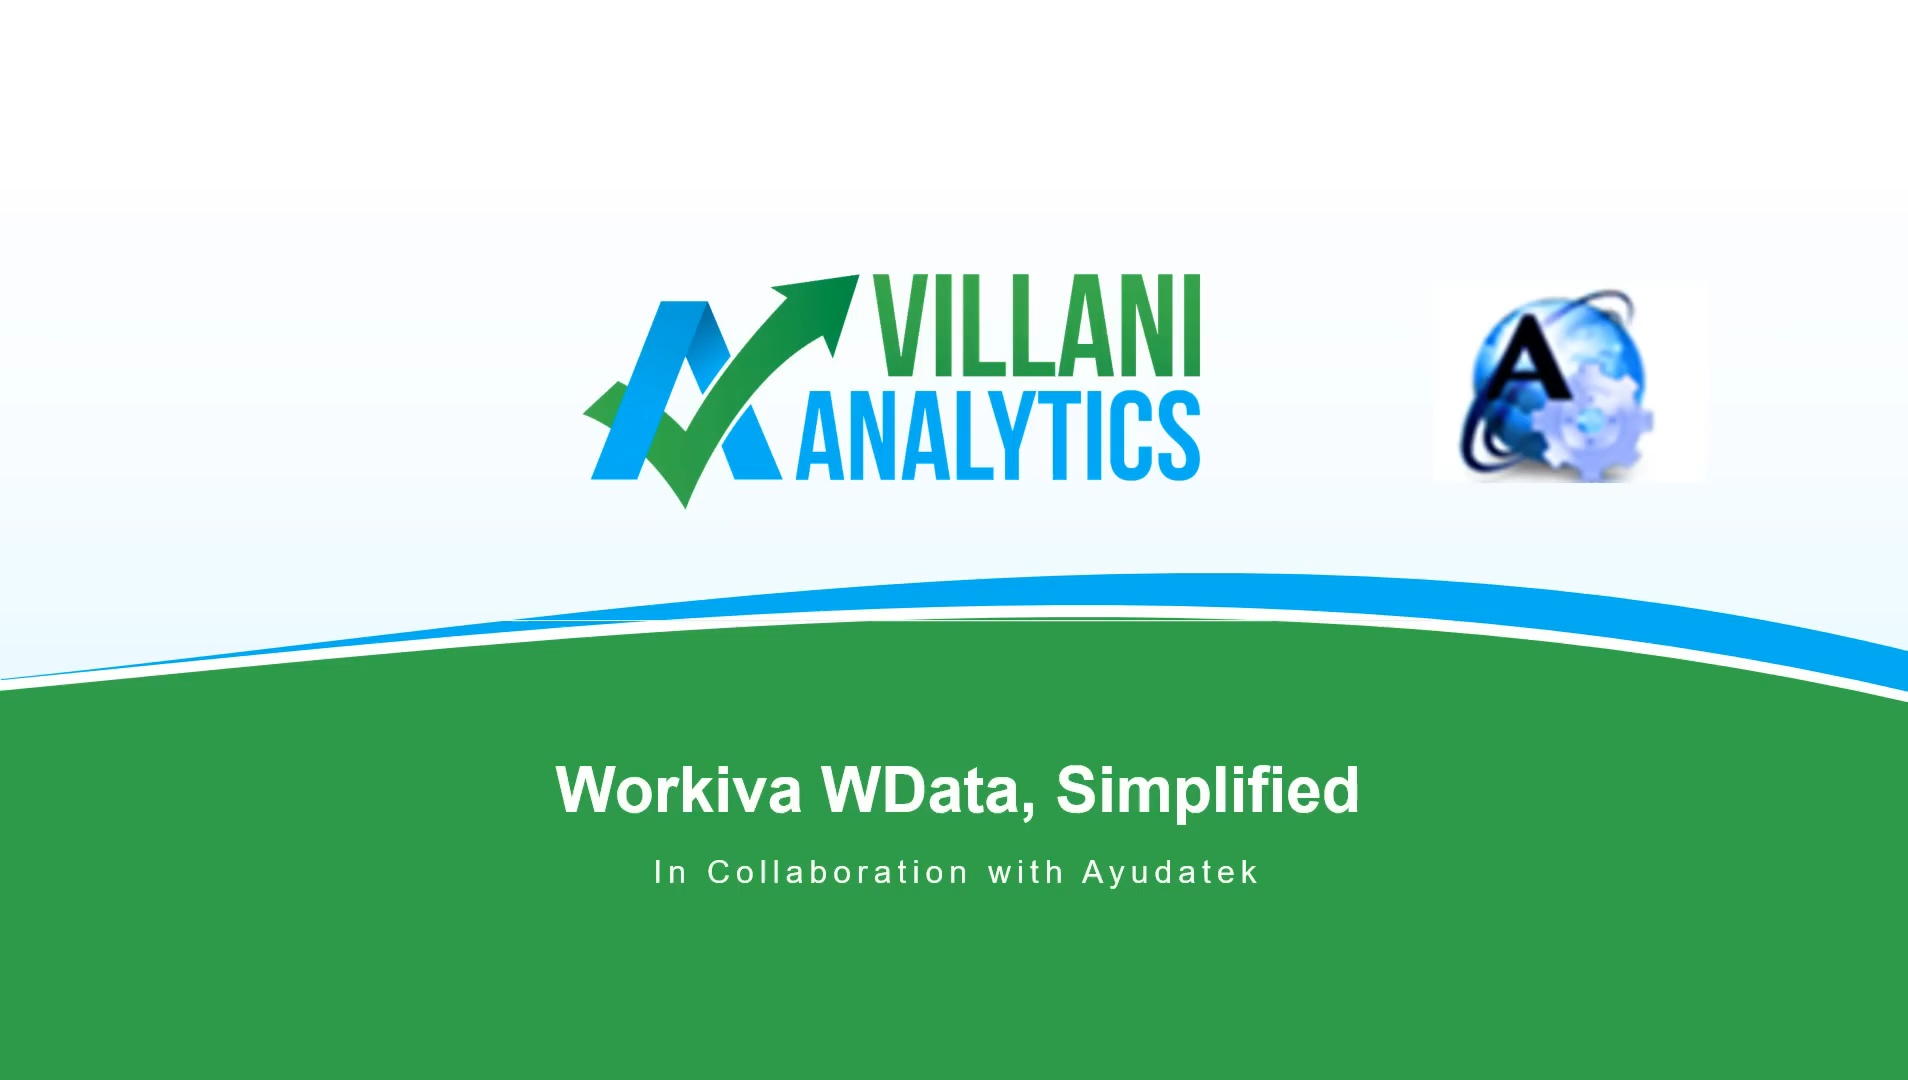 VILLANI
ANALYTICS
A
Workiva WData, Simplified
In Collaboration with Ayudatek